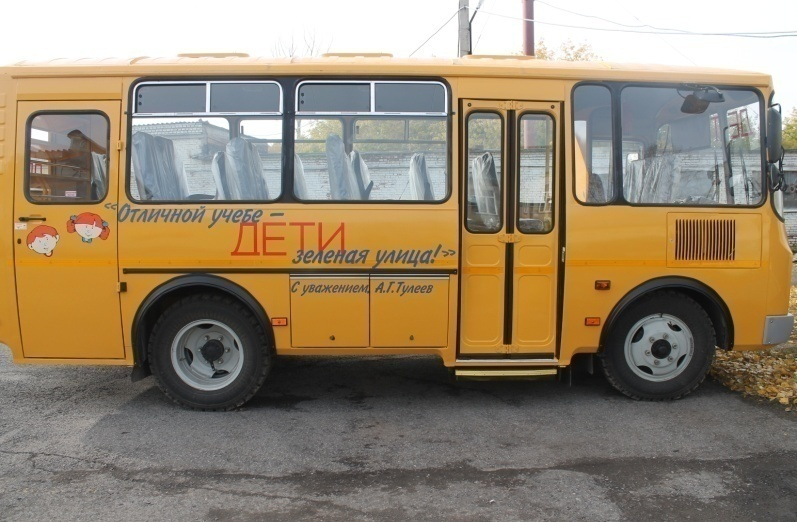 «Отличной учебе –
ДЕТИ
зеленая улица!»
С уважением, А.Г.Тулеев